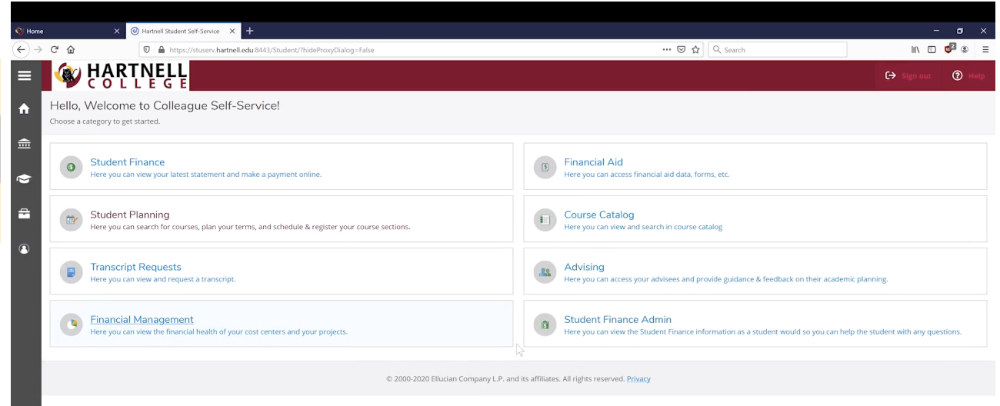 Home
Hartnell Student Self-Service
https://stuserv.hartnell.edu:8443/Student/?hideProxyDialog=False
Search
2
HARTNELL
COLLEGE
Sign out
Help
Hello, Welcome to Colleague Self-Service!
Choose a category to get started.
Student Finance
Here you can view your latest statement and make a payment online.
Financial Aid
Here you can access financial aid data, forms, etc.
Student Planning
Here you can search for courses, plan your terms, and schedule & register your course sections.
Course Catalog
Here you can view and search in course catalog
Transcript Requests
Here you can view and request a transcript.
Advising
Here you can access your advisees and provide guidance & feedback on their academic planning.
Financial Management
Here you can view the financial health of your cost centers and your projects.
Student Finance Admin
Here you can view the Student Finance information as a student would so you can help the student with any questions.
© 2000-2020 Ellucian Company L.P. and its affiliates. All rights reserved. Privacy